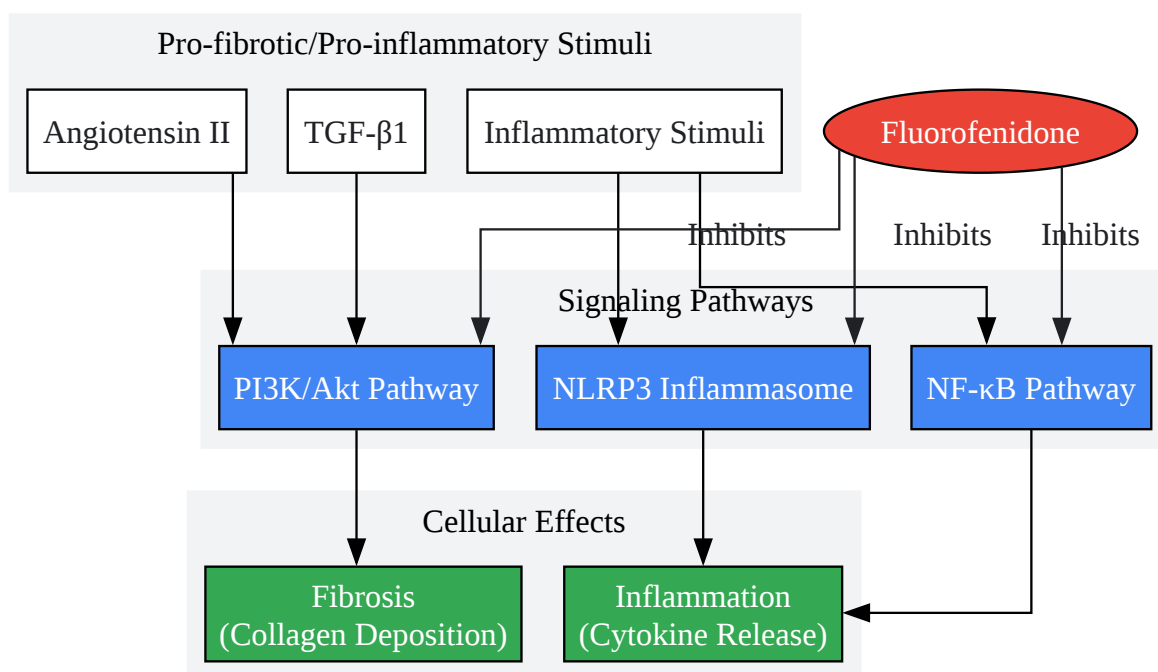 Pro-fibrotic/Pro-inflammatory Stimuli
Angiotensin II
TGF-β1
Inflammatory Stimuli
Fluorofenidone
Inhibits
Inhibits
Inhibits
Signaling Pathways
PI3K/Akt Pathway
NLRP3 Inflammasome
NF-κB Pathway
Cellular Effects
Fibrosis
(Collagen Deposition)
Inflammation
(Cytokine Release)